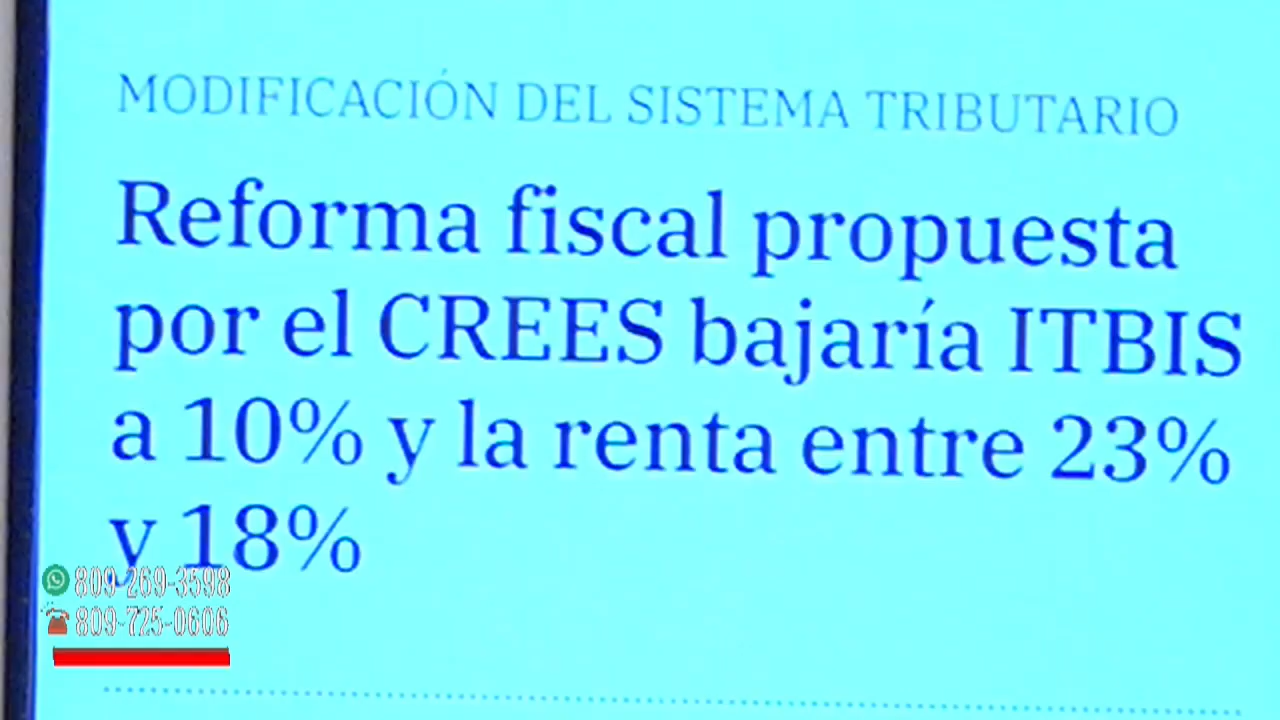 MODIFICACIÓN DEL SISTEMA TRIBUTARIO
Reforma fiscal propuesta
por el CREES bajaría ITBIS
a 10% y la renta entre 23%
y 18%
809-269-3598
809-725-0606